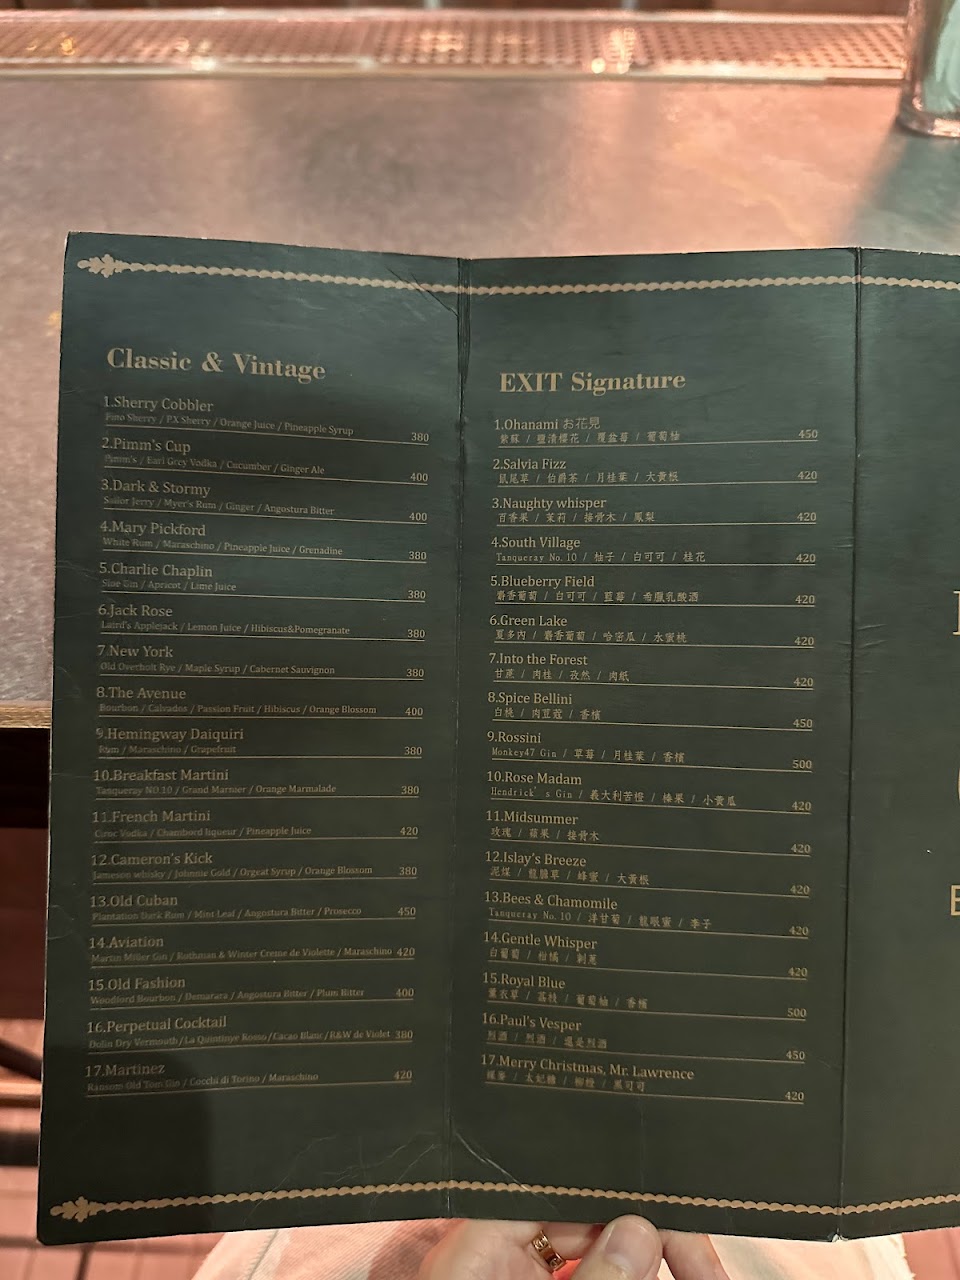 Classic & Vintage
1.Sherry Cobbler
Fino Sherry / PX Sherry / Orange Juice / Pineapple Syrup 380
2.Pimm's Cup
Pimm's / Earl Grey Vodka / Cucumber / Ginger Ale 400
3.Dark & Stormy
Sailor Jerry / Myer's Rum / Ginger / Angostura Bitter 400
4.Mary Pickford
White Rum / Maraschino / Pineapple Juice / Grenadine 380
5.Charlie Chaplin
Sloe Gin / Apricot / Lime Juice 380
6.Jack Rose
Laird's Applejack / Lemon Juice / Hibiscus&Pomegranate 380
7.New York
Old Overholt Rye / Maple Syrup / Cabernet Sauvignon 380
8.The Avenue
Bourbon / Calvados / Passion Fruit / Hibiscus / Orange Blossom 400
9.Hemingway Daiquiri
Rum / Maraschino / Grapefruit 380
10.Breakfast Martini
Tanqueray NO.10 / Grand Marnier / Orange Marmalade 380
11.French Martini
Ciroc Vodka / Chambord liqueur / Pineapple Juice 420
12.Cameron's Kick
Jameson whisky / Johnnie Gold / Orgeat Syrup / Orange Blossom 380
13.Old Cuban
Plantation Dark Rum / Mint Leaf / Angostura Bitter / Prosecco 450
14.Aviation
Martin Miller Gin / Rothman & Winter Creme de Violette / Maraschino 420
15.Old Fashion
Woodford Bourbon / Demarara / Angostura Bitter / Plum Bitter 400
16.Perpetual Cocktail
Dolin Dry Vermouth / La Quintinye Rosso / Cacao Blanc / R&W de Violet 380
17.Martinez
Ransom Old Tom Gin / Cocchi di Torino / Maraschino 420
EXIT Signature
1.Ohanami お花見
紫蘇 / 鹽漬櫻花 / 覆盆莓 / 葡萄柚 450
2.Salvia Fizz
鼠尾草 / 伯爵茶 / 月桂葉 / 大黃根 420
3.Naughty whisper
百香果 / 茉莉 / 接骨木 / 鳳梨 420
4.South Village
Tanqueray No.10 / 柚子 / 白可可 / 桂花 420
5.Blueberry Field
麝香葡萄 / 白可可 / 藍莓 / 希臘乳酸酒 420
6.Green Lake
夏多內 / 麝香葡萄 / 哈密瓜 / 水蜜桃 420
7.Into the Forest
甘蔗 / 肉桂 / 孜然 / 肉紙 420
8.Spice Bellini
白桃 / 肉荳蔻 / 香檳 450
9.Rossini
Monkey47 Gin / 草莓 / 月桂葉 / 香檳 500
10.Rose Madam
Hendrick's Gin / 義大利苦橙 / 榛果 / 小黃瓜 420
11.Midsummer
玫瑰 / 蘋果 / 接骨木 420
12.Islay's Breeze
泥煤 / 龍膽草 / 蜂蜜 / 大黃根 420
13.Bees & Chamomile
Tanqueray No.10 / 洋甘菊 / 龍眼蜜 / 李子 420
14.Gentle Whisper
白葡萄 / 柑橘 / 刺蔥 420
15.Royal Blue
薰衣草 / 荔枝 / 葡萄柚 / 香檳 500
16.Paul's Vesper
烈酒 / 烈酒 / 還是烈酒 450
17.Merry Christmas, Mr. Lawrence
/ 太妃糖 / 柳橙 / 黑可可 420